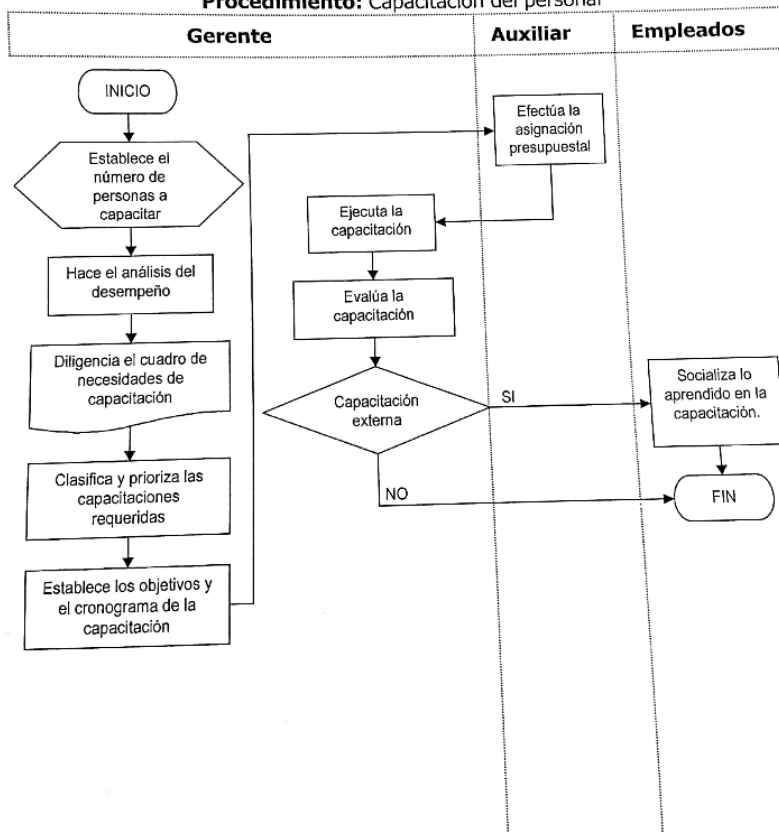 Procedimiento: Capacitación del personal
Gerente
Auxiliar
Empleados
INICIO
Establece el
número de
personas a
capacitar
Hace el análisis del
desempeño
Diligencia el cuadro de
necesidades de
capacitación
Clasifica y prioriza las
capacitaciones
requeridas
Establece los objetivos y
el cronograma de la
capacitación
Efectúa la
asignación
presupuestal
Ejecuta la
capacitación
Evalúa la
capacitación
Capacitación
externa
SI
NO
Socializa lo
aprendido en la
capacitación.
FIN